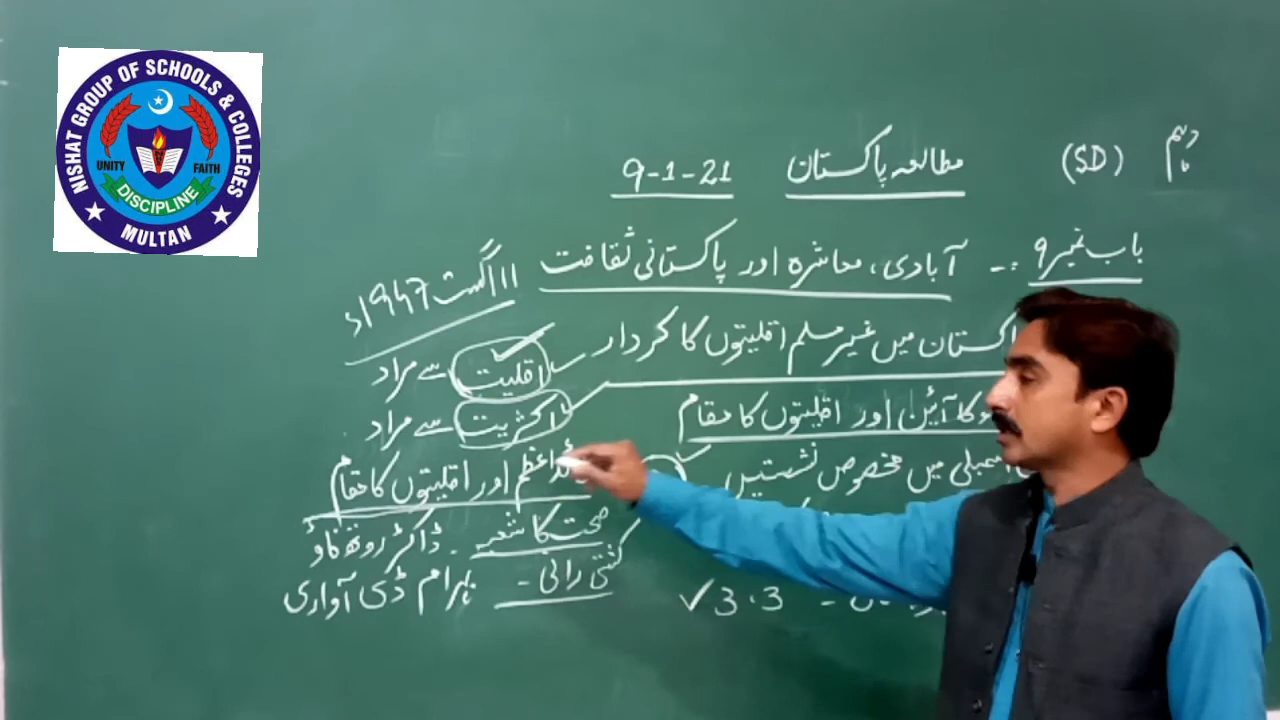 NISHAT GROUP OF SCHOOLS & COLLEGES
UNITY
FAITH
DISCIPLINE
MULTAN
دہم (SD) مطالعہ پاکستان 9-1-21
باب نمبر ۹ :- آبادی، معاشرہ اور پاکستانی ثقافت
۱۱ اگست 1947ء
پاکستان میں غیر مسلم اقلیتوں کا کردار
اقلیت سے مراد
کا آئین اور اقلیتوں کا مقام
اکثریت سے مراد
اسمبلی میں مخصوص نشستیں
اعظم اور اقلیتوں کا مقام
صحت کا شعبہ - ڈاکٹر روتھ فاؤ
کشتی رانی - بہرام ڈی آواری
3، 3